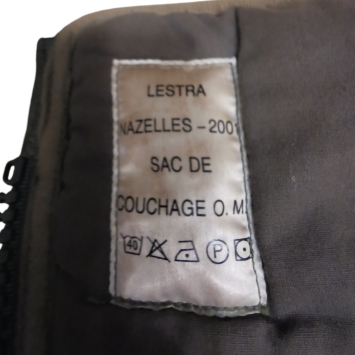 LESTRA
NAZELLES - 2001
SAC DE
COUCHAGE O. M.
40 P